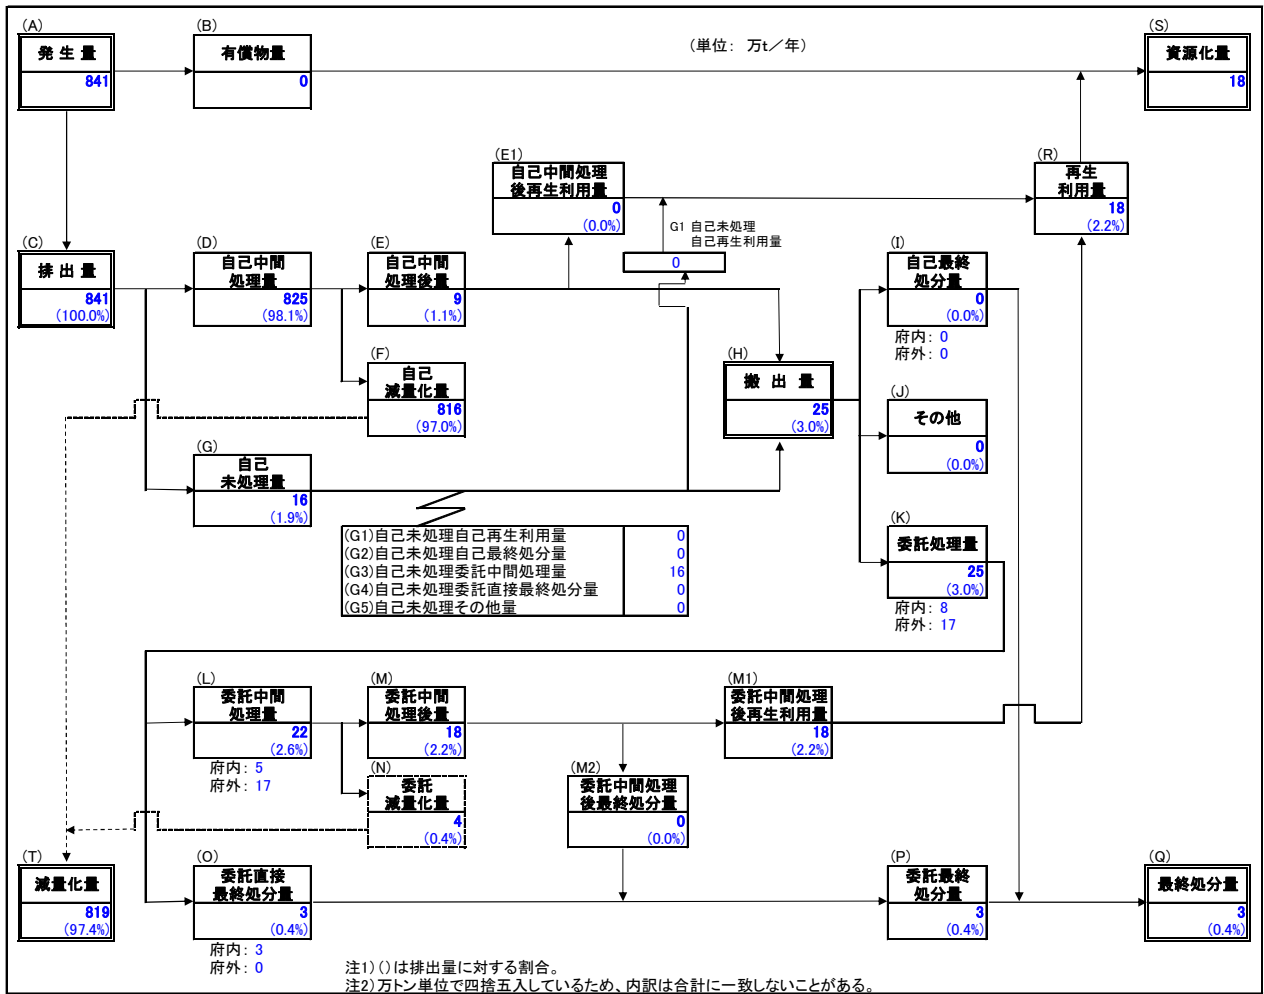 (A)
発 生 量
841
(B)
有償物量
0
(単位: 万t/年)
(S)
資源化量
18
(E1)
自己中間処理
後再生利用量
0
(0.0%)
(R)
再生
利用量
18
(2.2%)
G1 自己未処理
自己再生利用量
0
(C)
排 出 量
841
(100.0%)
(D)
自己中間
処理量
825
(98.1%)
(E)
自己中間
処理後量
9
(1.1%)
(I)
自己最終
処分量
0
(0.0%)
府内: 0
府外: 0
(F)
自己
減量化量
816
(97.0%)
(H)
搬 出 量
25
(3.0%)
(J)
その他
0
(0.0%)
(G)
自己
未処理量
16
(1.9%)
(G1)自己未処理自己再生利用量 0
(G2)自己未処理自己最終処分量 0
(G3)自己未処理委託中間処理量 16
(G4)自己未処理委託直接最終処分量 0
(G5)自己未処理その他量 0
(K)
委託処理量
25
(3.0%)
府内: 8
府外: 17
(L)
委託中間
処理量
22
(2.6%)
府内: 5
府外: 17
(M)
委託中間
処理後量
18
(2.2%)
(M1)
委託中間処理
後再生利用量
18
(2.2%)
(N)
委託
減量化量
4
(0.4%)
(M2)
委託中間処理
後最終処分量
0
(0.0%)
(T)
減量化量
819
(97.4%)
(O)
委託直接
最終処分量
3
(0.4%)
府内: 3
府外: 0
(P)
委託最終
処分量
3
(0.4%)
(Q)
最終処分量
3
(0.4%)
注1)()は排出量に対する割合。
注2)万トン単位で四捨五入しているため、内訳は合計に一致しないことがある。